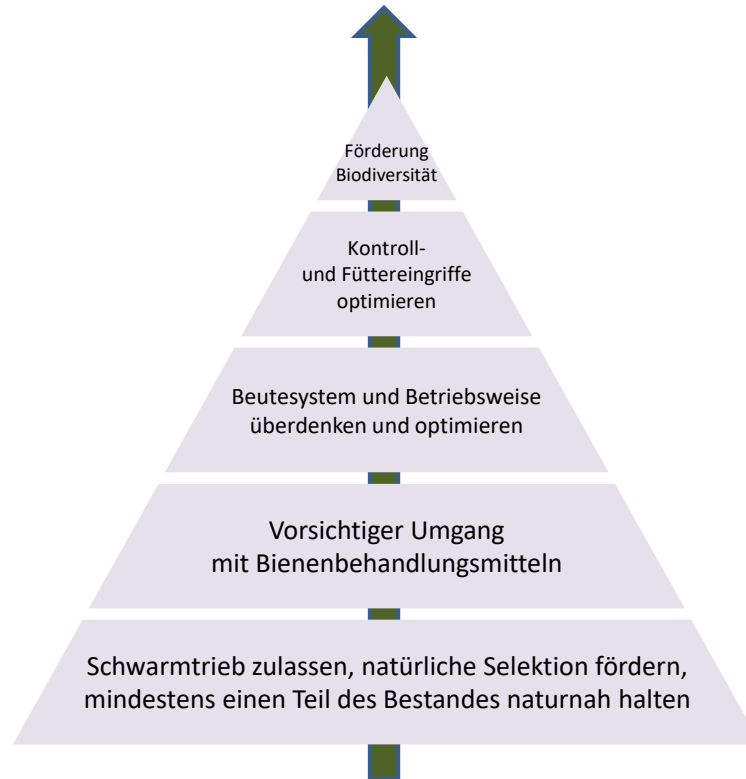 Förderung
Biodiversität
Kontroll-
und Füttereingriffe
optimieren
Beutesystem und Betriebsweise
überdenken und optimieren
Vorsichtiger Umgang
mit Bienenbehandlungsmitteln
Schwarmtrieb zulassen, natürliche Selektion fördern,
mindestens einen Teil des Bestandes naturnah halten